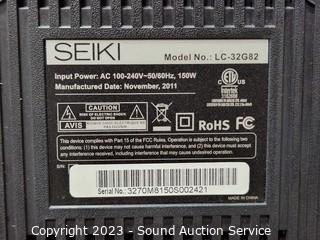 SEIKI
Model No.: LC-32G82
Input Power: AC 100-240V~50/60Hz, 150W
Manufactured Date: November, 2011
CAUTION
RISK OF ELECTRIC SHOCK
DO NOT OPEN
AVIS
RoHS
FC
ETL US
Intertek
This device complies with Part 15 of the FCC Rules. Operation is subject to the following
two conditions: (1) this device may not cause harmful interference, and (2) this device must
accept any interference received, including interference that may cause undesired operation.
S/N:
Serial No.: 3270M8150S002421
MADE IN CHINA
Copyright 2023 - Sound Auction Service